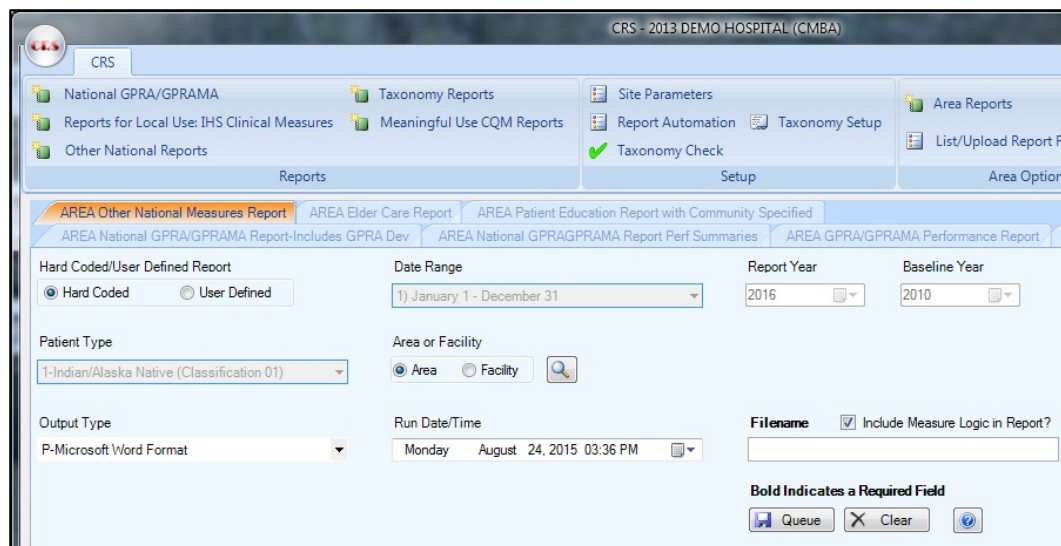 CRS - 2013 DEMO HOSPITAL (CMBA)
CRS
CRS
National GPRA/GPRAMA
Taxonomy Reports
Site Parameters
Area Reports
Reports for Local Use: IHS Clinical Measures
Meaningful Use CQM Reports
Report Automation
Taxonomy Setup
List/Upload Report F
Other National Reports
Taxonomy Check
Reports
Setup
Area Option
AREA Other National Measures Report
AREA Elder Care Report
AREA Patient Education Report with Community Specified
AREA National GPRA/GPRAMA Report-Includes GPRA Dev
AREA National GPRAGPRAMA Report Perf Summaries
AREA GPRA/GPRAMA Performance Report
Hard Coded/User Defined Report
Date Range
Report Year
Baseline Year
Hard Coded
User Defined
1) January 1 - December 31
2016
2010
Patient Type
Area or Facility
1-Indian/Alaska Native (Classification 01)
Area
Facility
Output Type
Run Date/Time
Filename
Include Measure Logic in Report?
P-Microsoft Word Format
Monday August 24, 2015 03:36 PM
Bold Indicates a Required Field
Queue
Clear